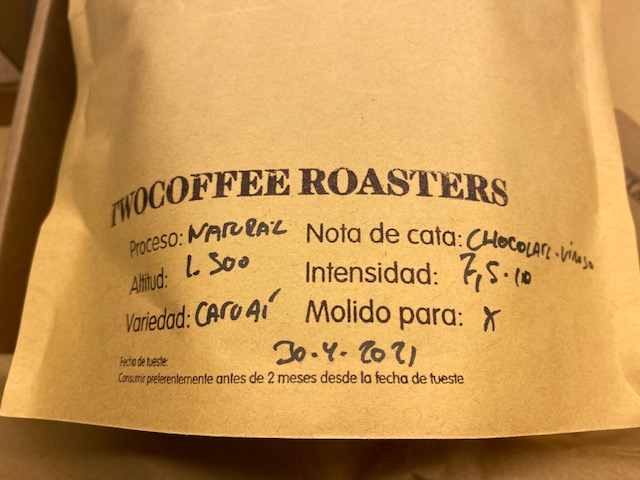 TWOCOFFEE ROASTERS
Proceso: NATURAL Nota de cata: CHOCOLATE - VINOSO
Altitud: 1.500 Intensidad: 7,5-10
Variedad: CATUAÍ Molido para: X
Fecha de tueste: 30-4-2021
Consumir preferentemente antes de 2 meses desde la fecha de tueste